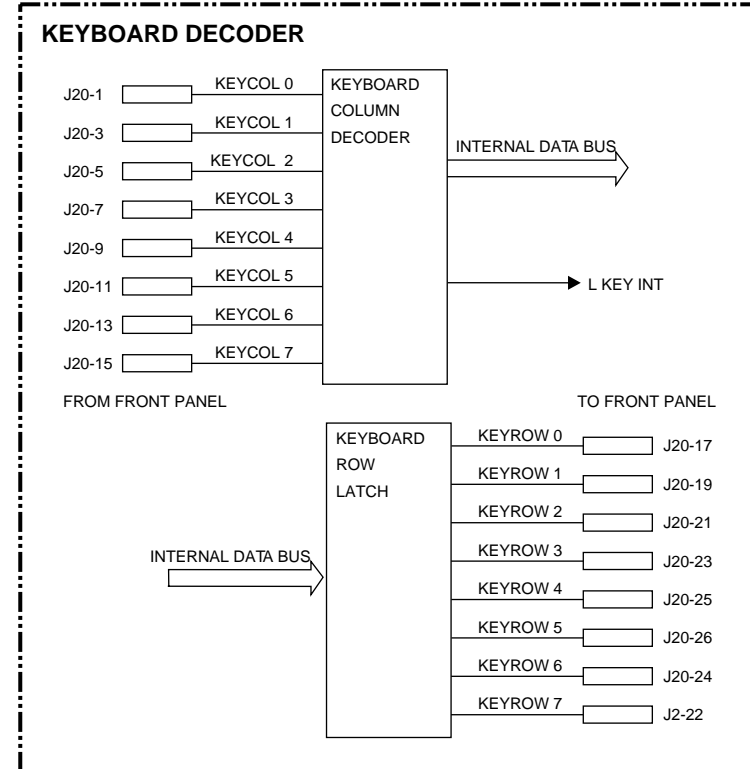 KEYBOARD DECODER
J20-1 KEYCOL 0
J20-3 KEYCOL 1
J20-5 KEYCOL 2
J20-7 KEYCOL 3
J20-9 KEYCOL 4
J20-11 KEYCOL 5
J20-13 KEYCOL 6
J20-15 KEYCOL 7
FROM FRONT PANEL
KEYBOARD
COLUMN
DECODER
INTERNAL DATA BUS
L KEY INT
TO FRONT PANEL
INTERNAL DATA BUS
KEYBOARD
ROW
LATCH
KEYROW 0 J20-17
KEYROW 1 J20-19
KEYROW 2 J20-21
KEYROW 3 J20-23
KEYROW 4 J20-25
KEYROW 5 J20-26
KEYROW 6 J20-24
KEYROW 7 J2-22